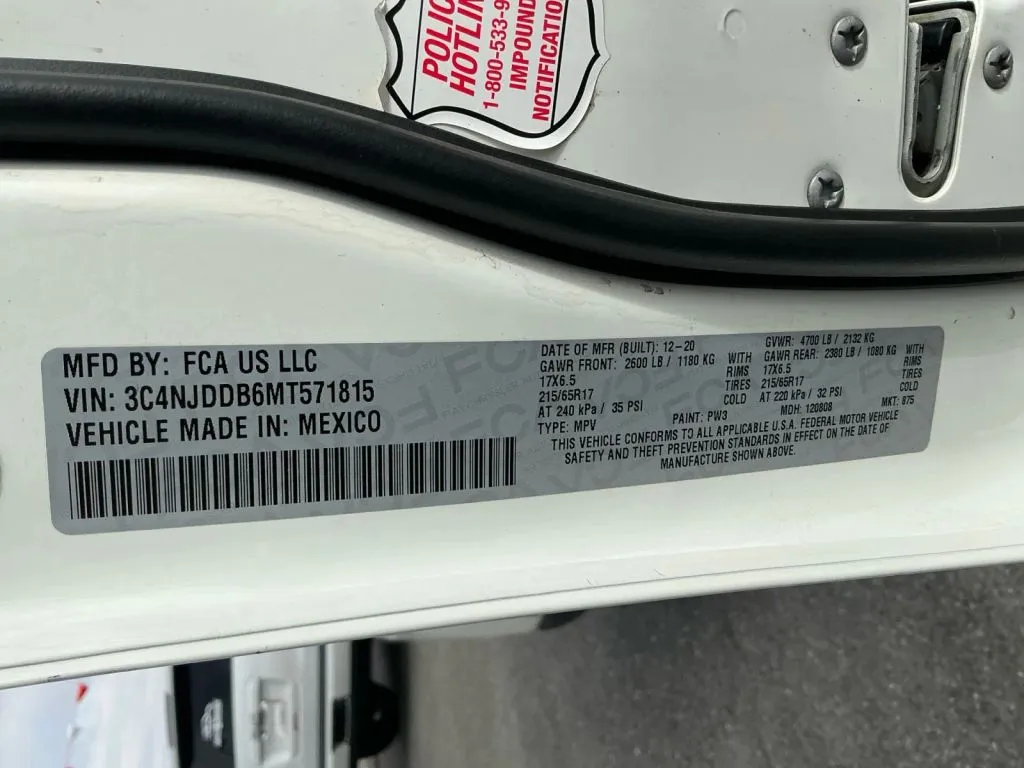 POLIC
HOTLIN
1-800-533-9
IMPOUND
NOTIFICATIO
MFD BY: FCA US LLC
VIN: 3C4NJDDB6MT571815
VEHICLE MADE IN: MEXICO
DATE OF MFR (BUILT): 12-20
GAWR FRONT: 2600 LB / 1180 KG WITH
17X6.5 RIMS
215/65R17 TIRES
AT 240 kPa / 35 PSI COLD
TYPE: MPV PAINT: PW3
GVWR: 4700 LB / 2132 KG
GAWR REAR: 2380 LB / 1080 KG WITH
17X6.5 RIMS
215/65R17 TIRES
AT 220 kPa / 32 PSI COLD
MDH: 120808 MKT: 875
THIS VEHICLE CONFORMS TO ALL APPLICABLE U.S.A. FEDERAL MOTOR VEHICLE
SAFETY AND THEFT PREVENTION STANDARDS IN EFFECT ON THE DATE OF
MANUFACTURE SHOWN ABOVE.